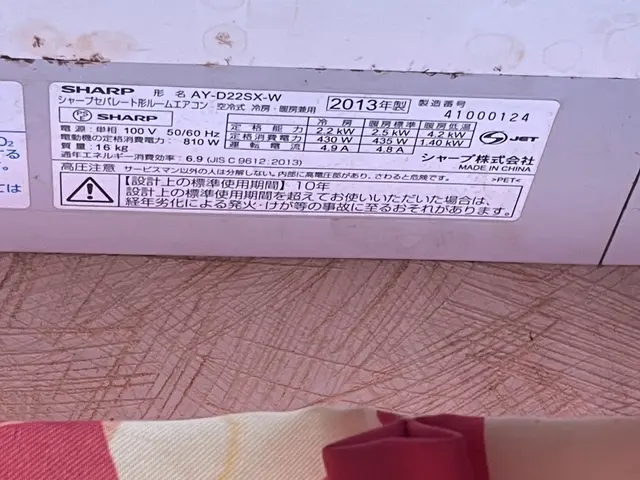 SHARP 形名 AY-D22SX-W
シャープセパレート形ルームエアコン 空冷式 冷房・暖房兼用 2013年製 製造番号 41000124
PS E SHARP
電源：単相 100 V 50/60 Hz
電動機の定格消費電力： 810 W
質量：16 kg
冷房 暖房標準 暖房低温
定格能力 2.2 kW 2.5 kW 4.2 kW
定格消費電力 430 W 435 W 1.40 kW
運転電流 4.9 A 4.8 A
JET
通年エネルギー消費効率：6.9 (JIS C 9612:2013)
シャープ株式会社
MADE IN CHINA
高圧注意 サービスマン以外の人は分解しない。内部に高電圧部があり、さわると危険です。 >PET<
【設計上の標準使用期間】10年
設計上の標準使用期間を超えてお使いいただいた場合は、
経年劣化による発火・けが等の事故に至るおそれがあります。
O2
る
る
ては